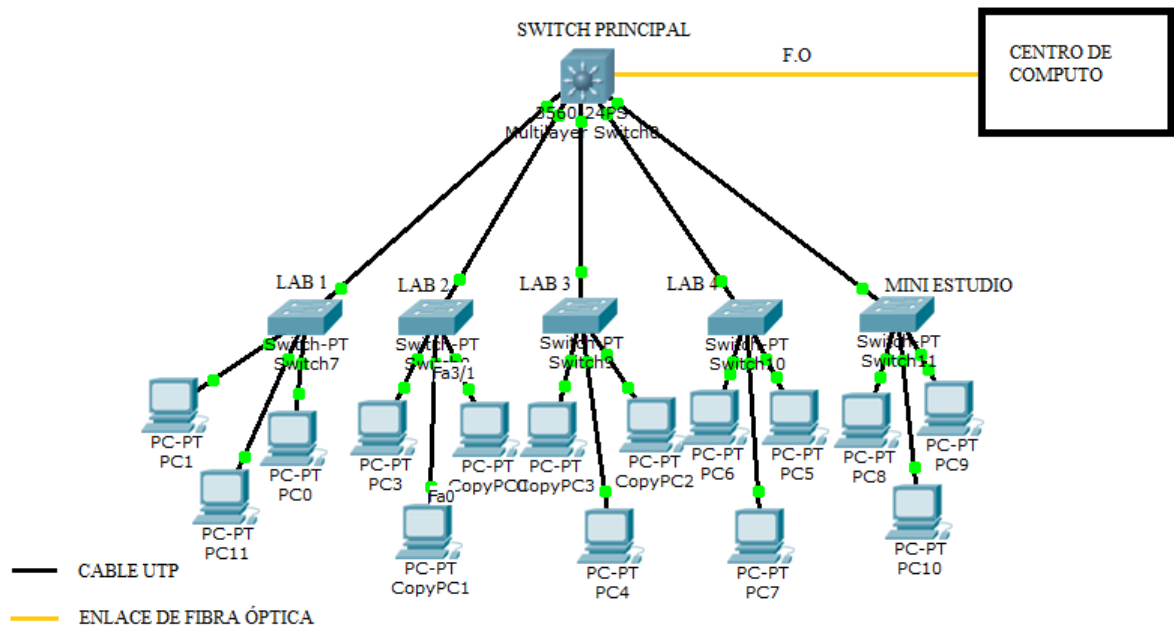 SWITCH PRINCIPAL
F.O
CENTRO DE
COMPUTO
3560-24PS
Multilayer Switch8
LAB 1
LAB 2
LAB 3
LAB 4
MINI ESTUDIO
Switch-PT
Switch7
Switch-PT
Fa3/1
Switch-PT
Switch9
Switch-PT
Switch10
Switch-PT
Switch11
PC-PT
PC1
PC-PT
PC0
PC-PT
PC11
PC-PT
PC3
PC-PT
Fa0
PC-PT
CopyPC1
PC-PT
CopyPC3
PC-PT
CopyPC2
PC-PT
PC4
PC-PT
PC6
PC-PT
PC5
PC-PT
PC7
PC-PT
PC8
PC-PT
PC9
PC-PT
PC10
CABLE UTP
ENLACE DE FIBRA ÓPTICA